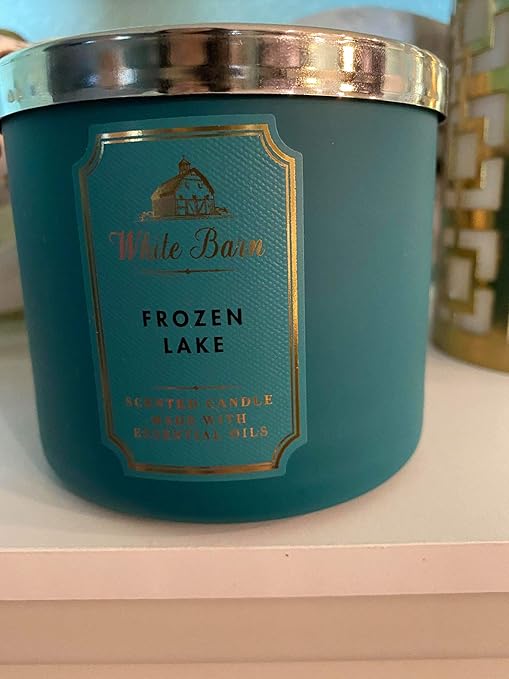 White Barn
FROZEN
LAKE
SCENTED CANDLE
MADE WITH
ESSENTIAL OILS